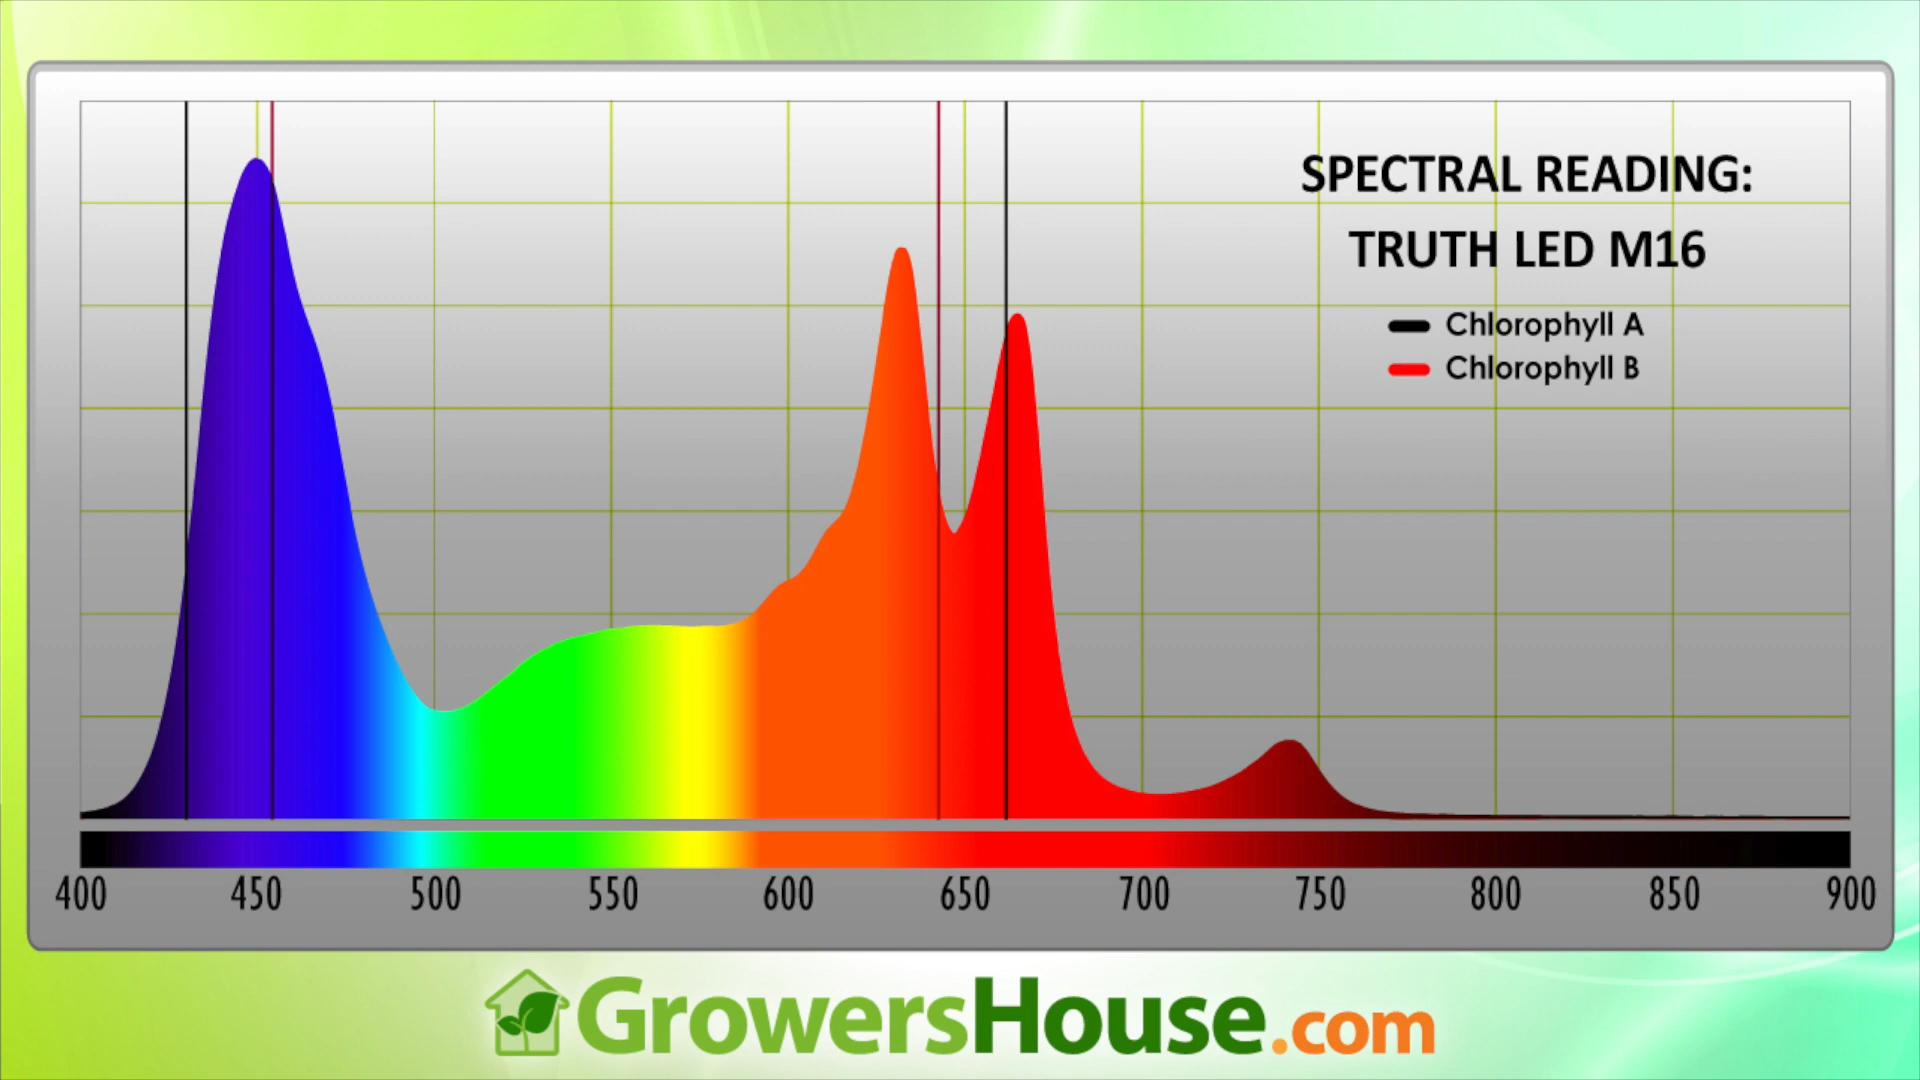 SPECTRAL READING:
TRUTH LED M16
Chlorophyll A
Chlorophyll B
400 450 500 550 600 650 700 750 800 850 900
GrowersHouse.com